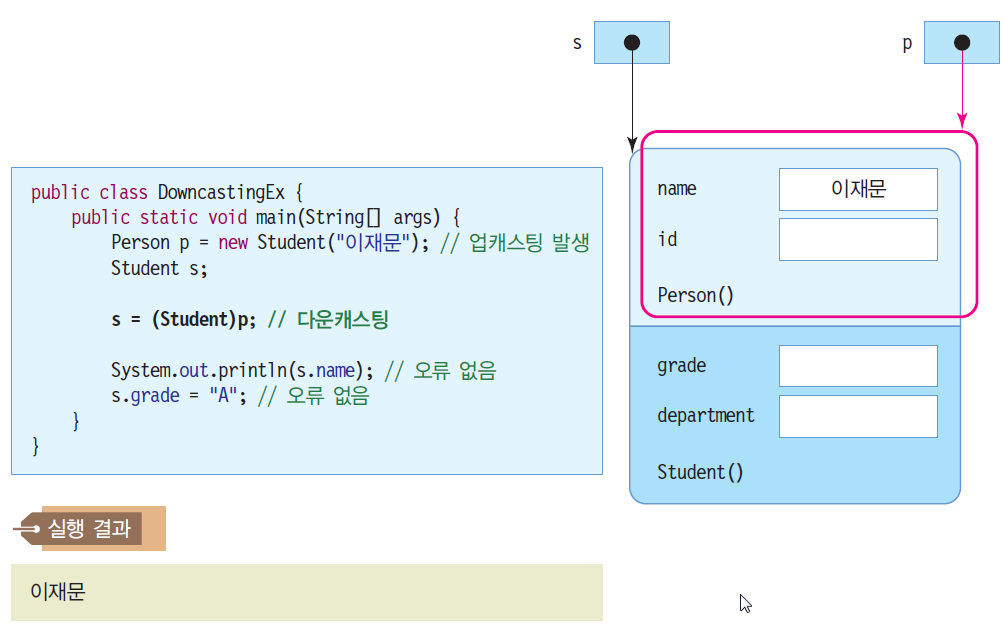 s
p
public class DowncastingEx {
public static void main(String[] args) {
Person p = new Student("이재문"); // 업캐스팅 발생
Student s;
s = (Student)p; // 다운캐스팅
System.out.println(s.name); // 오류 없음
s.grade = "A"; // 오류 없음
}
}
name
이재문
id
Person()
grade
department
Student()
실행 결과
이재문